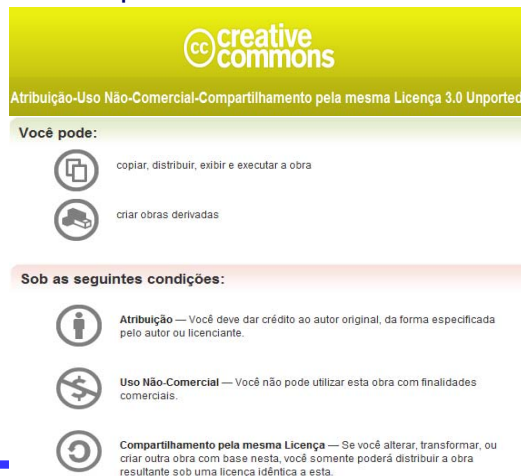 cc creative
commons
Atribuição-Uso Não-Comercial-Compartilhamento pela mesma Licença 3.0 Unported
Você pode:
copiar, distribuir, exibir e executar a obra
criar obras derivadas
Sob as seguintes condições:
Atribuição — Você deve dar crédito ao autor original, da forma especificada
pelo autor ou licenciante.
Uso Não-Comercial — Você não pode utilizar esta obra com finalidades
comerciais.
Compartilhamento pela mesma Licença — Se você alterar, transformar, ou
criar outra obra com base nesta, você somente poderá distribuir a obra
resultante sob uma licença idêntica a esta.